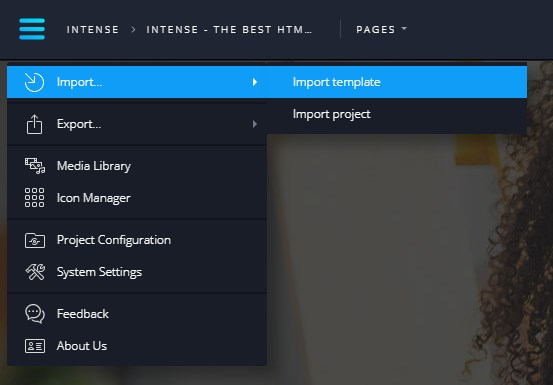 INTENSE > INTENSE - THE BEST HTM... PAGES
Import... Import template
Import project
Export...
Media Library
Icon Manager
Project Configuration
System Settings
Feedback
About Us